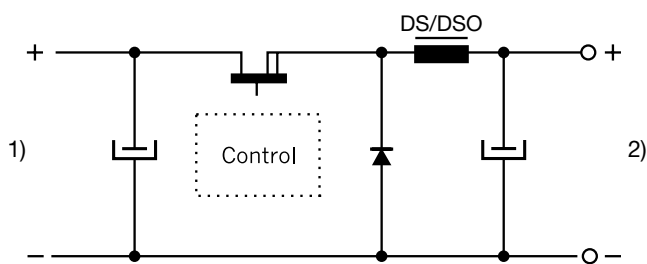 DS/DSO
+ +
1) Control 2)
− −